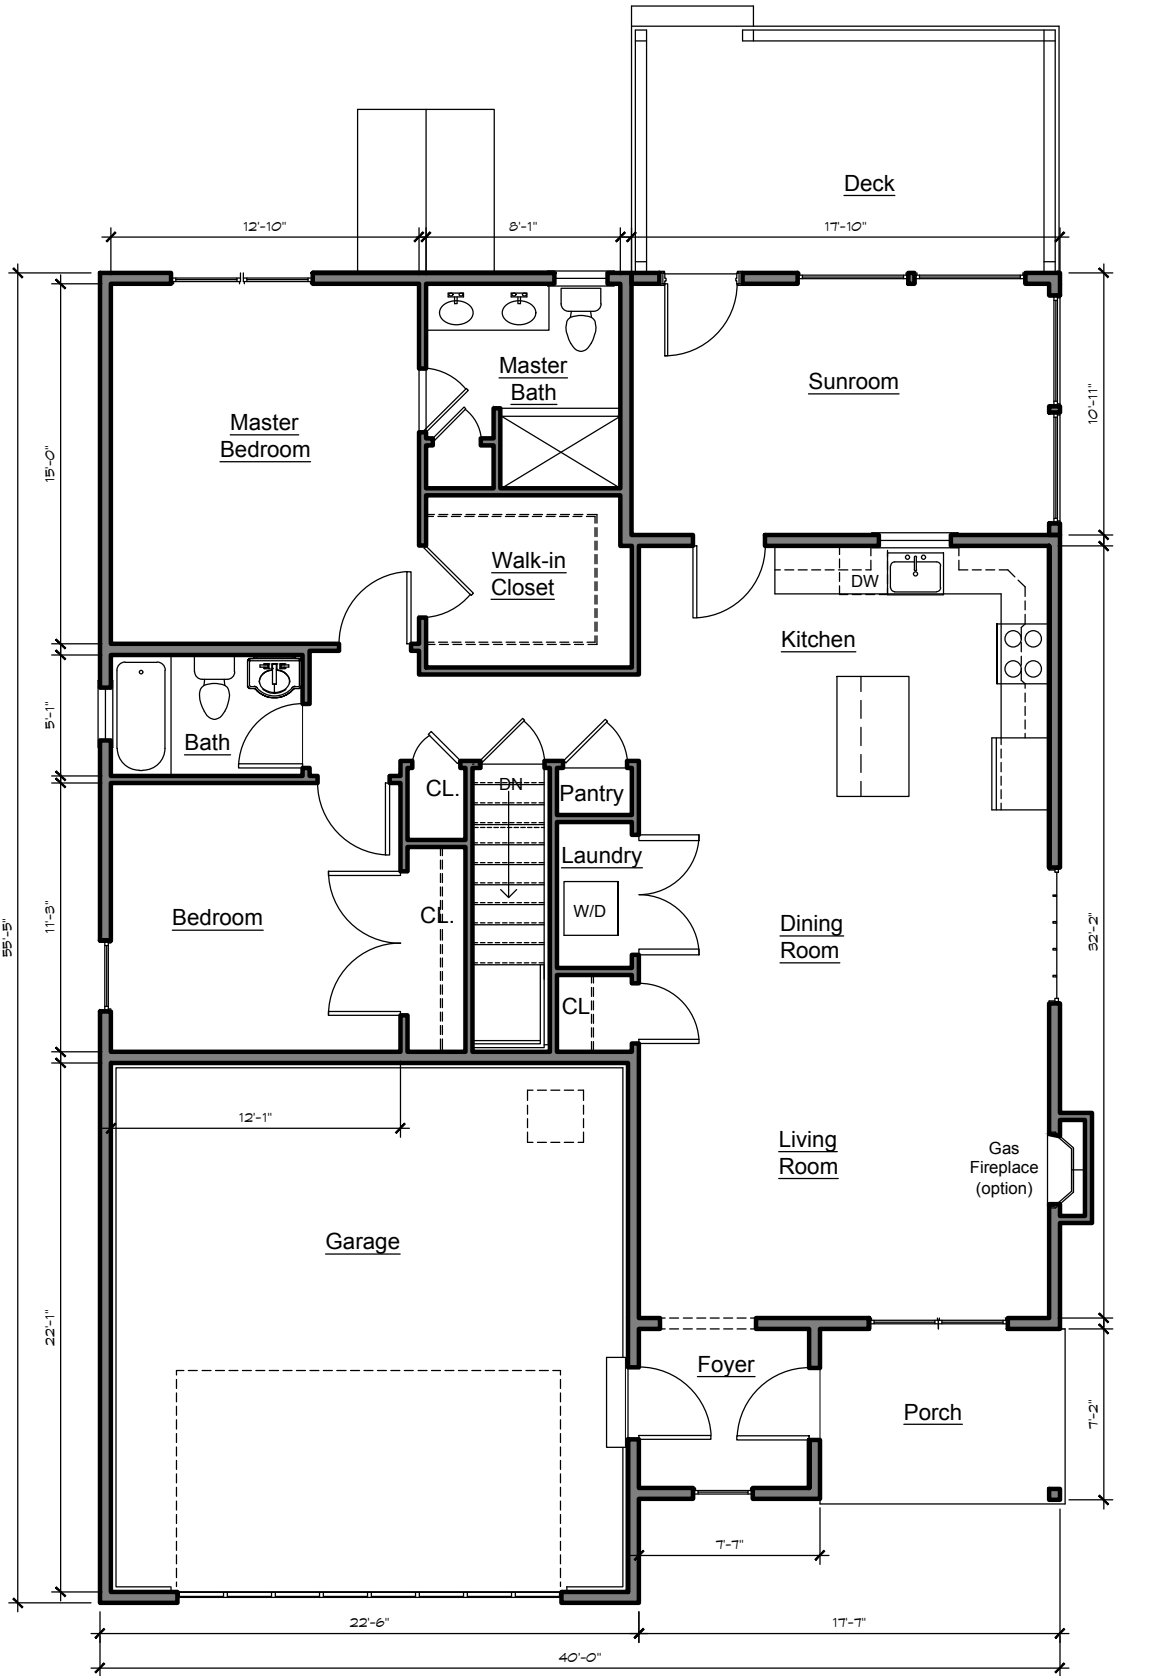 Deck
12'-10"
8'-1"
17'-10"
Master
Bath
Sunroom
10'-11"
Master
Bedroom
15'-0"
Walk-in
Closet
DW
Kitchen
5'-1"
Bath
CL.
DN
Pantry
Laundry
W/D
Bedroom
CL.
Dining
Room
11'-3"
55'-5"
32'-2"
CL
12'-1"
Living
Room
Gas
Fireplace
(option)
Garage
22'-1"
Foyer
Porch
7'-2"
7'-7"
22'-6"
17'-7"
40'-0"